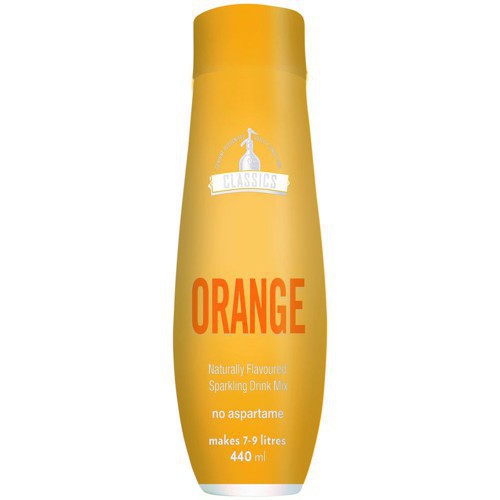 CLASSICS
ORANGE
Naturally Flavoured
Sparkling Drink Mix
no aspartame
makes 7-9 litres
440 ml